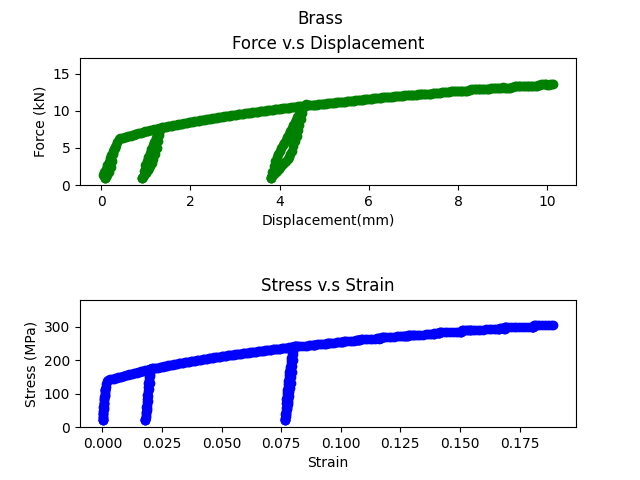 Brass
Force v.s Displacement
15
10
5
0
Force (kN)
0 2 4 6 8 10
Displacement(mm)
Stress v.s Strain
300
200
100
0
Stress (MPa)
0.000 0.025 0.050 0.075 0.100 0.125 0.150 0.175
Strain